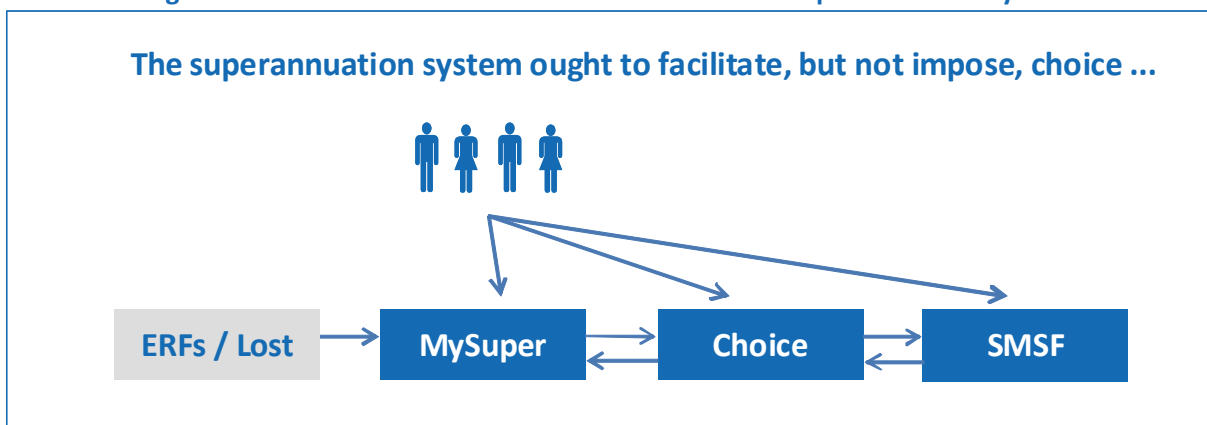 The superannuation system ought to facilitate, but not impose, choice ...
ERFs / Lost
MySuper
Choice
SMSF